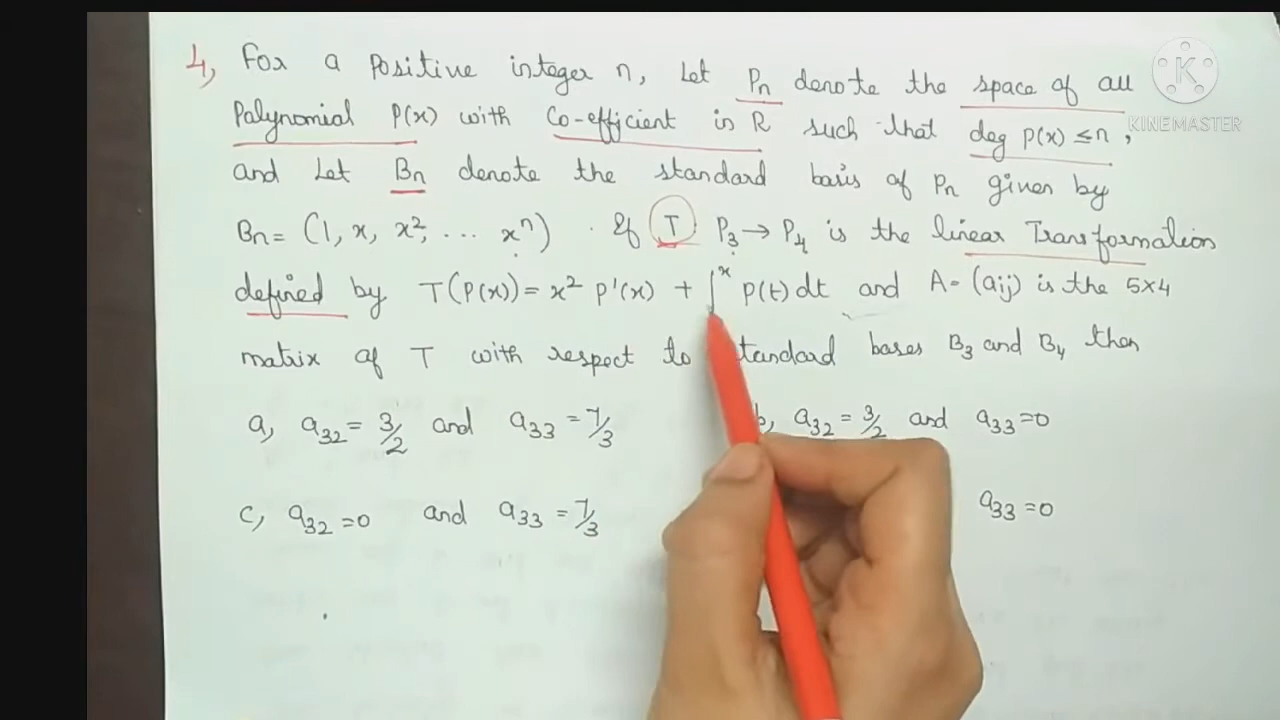 4, For a Positive integer n, Let Pn denote the space of all
KINEMASTER
Polynomial P(x) with Co-efficient in R such that deg P(x) ≤ n,
and Let Bn denote the standard basis of Pn given by
Bn = (1, x, x², ... xⁿ) . If T P₃ → P₄ is the linear Transformation
defined by T(P(x)) = x² P'(x) + ∫ˣ P(t) dt and A = (aij) is the 5x4
matrix of T with respect to standard bases B₃ and B₄ then
a, a₃₂ = 3/2 and a₃₃ = 7/3 b, a₃₂ = 3/2 and a₃₃ = 0
c, a₃₂ = 0 and a₃₃ = 7/3 a₃₃ = 0